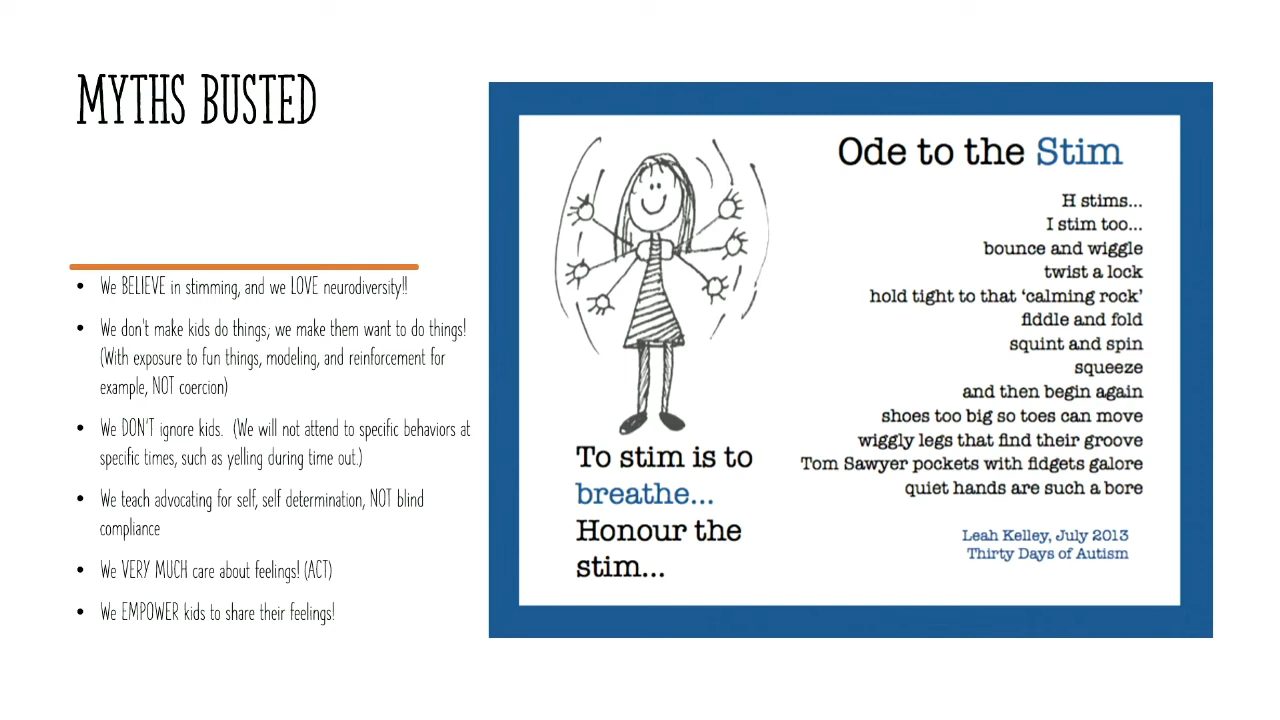 MYTHS BUSTED
• We BELIEVE in stimming, and we LOVE neurodiversity!!
• We don't make kids do things; we make them want to do things!
(With exposure to fun things, modeling, and reinforcement for
example, NOT coercion)
• We DON'T ignore kids. (We will not attend to specific behaviors at
specific times, such as yelling during time out.)
• We teach advocating for self, self determination, NOT blind
compliance
• We VERY MUCH care about feelings! (ACT)
• We EMPOWER kids to share their feelings!
To stim is to
breathe...
Honour the
stim...
Ode to the Stim
H stims...
I stim too...
bounce and wiggle
twist a lock
hold tight to that ‘calming rock’
fiddle and fold
squint and spin
squeeze
and then begin again
shoes too big so toes can move
wiggly legs that find their groove
Tom Sawyer pockets with fidgets galore
quiet hands are such a bore
Leah Kelley, July 2013
Thirty Days of Autism